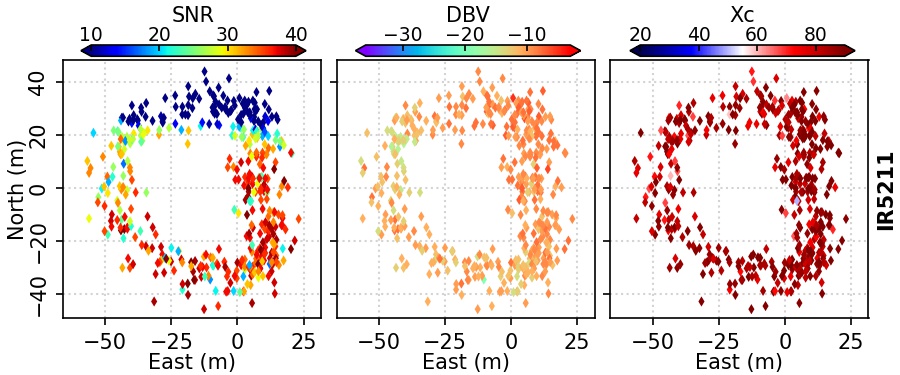 SNR DBV Xc
10 20 30 40 −30 −20 −10 20 40 60 80
40
20
0
−20
−40
North (m)
IR5211
−50 −25 0 25 −50 −25 0 25 −50 −25 0 25
East (m) East (m) East (m)